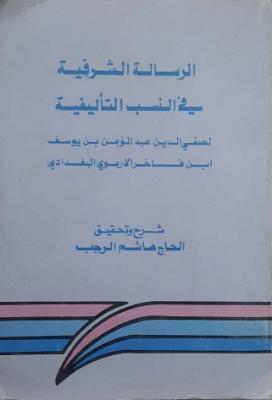 الرسالة الشرفية
في النسب التأليفية
لصفي الدين عبد المؤمن بن يوسف
ابن فاخر الارموي البغدادي
شرح وتحقيق
الحاج هاشم الرجب